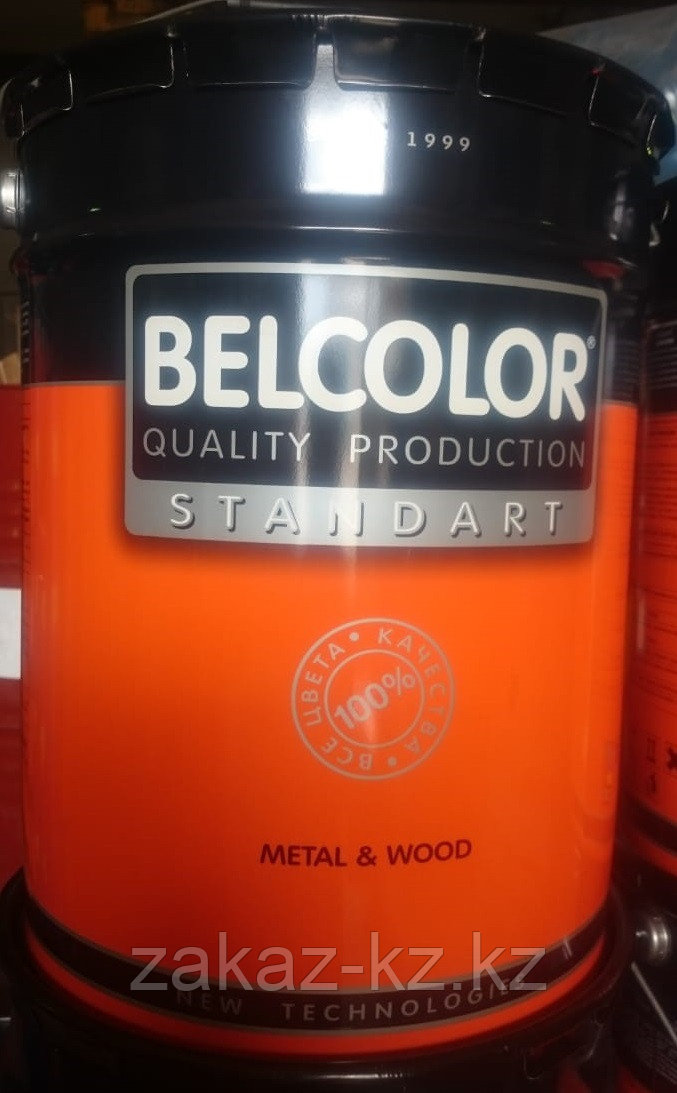 1999
BELCOLOR®
QUALITY PRODUCTION
STANDART
ВСЕ ЦВЕТА • КАЧЕСТВА •
100%
METAL & WOOD
zakaz-kz.kz
NEW TECHNOLOGIE